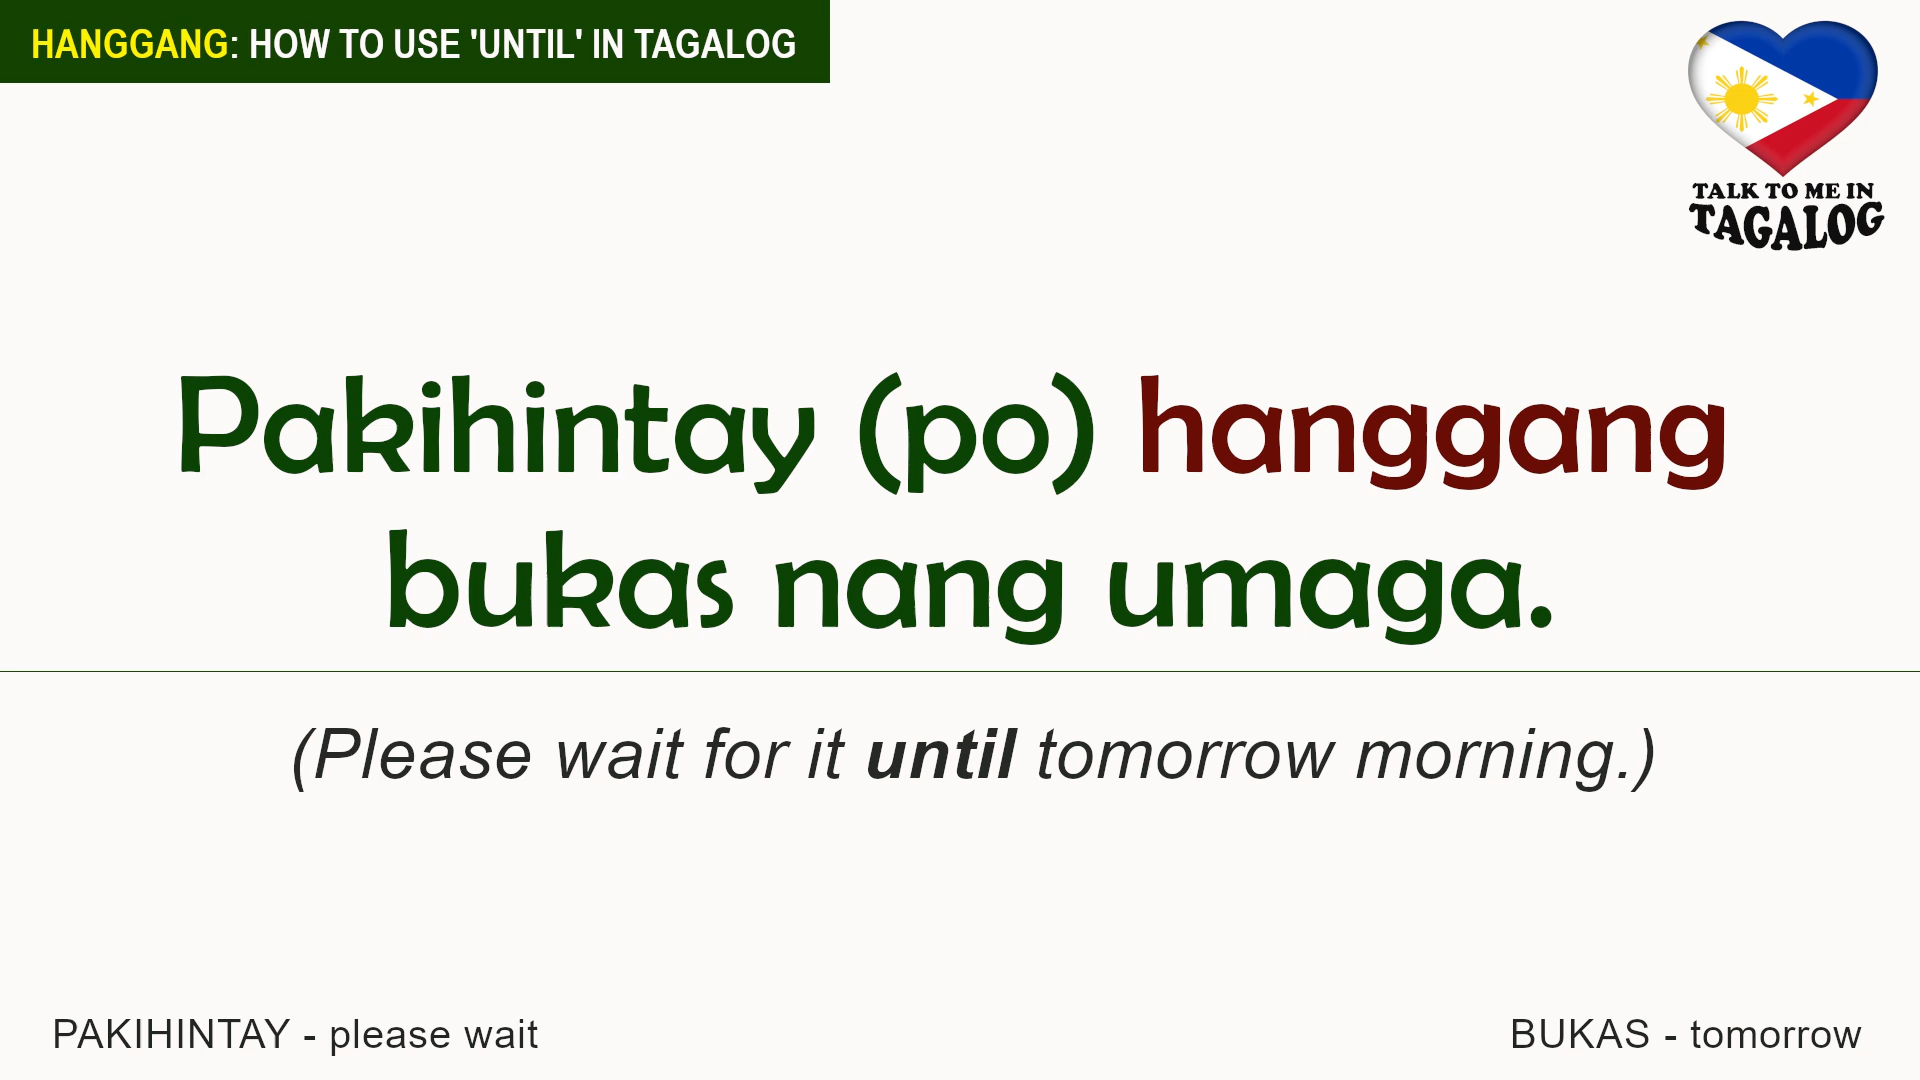 HANGGANG: HOW TO USE 'UNTIL' IN TAGALOG
TALK TO ME IN
TAGALOG
Pakihintay (po) hanggang
bukas nang umaga.
(Please wait for it until tomorrow morning.)
PAKIHINTAY - please wait
BUKAS - tomorrow